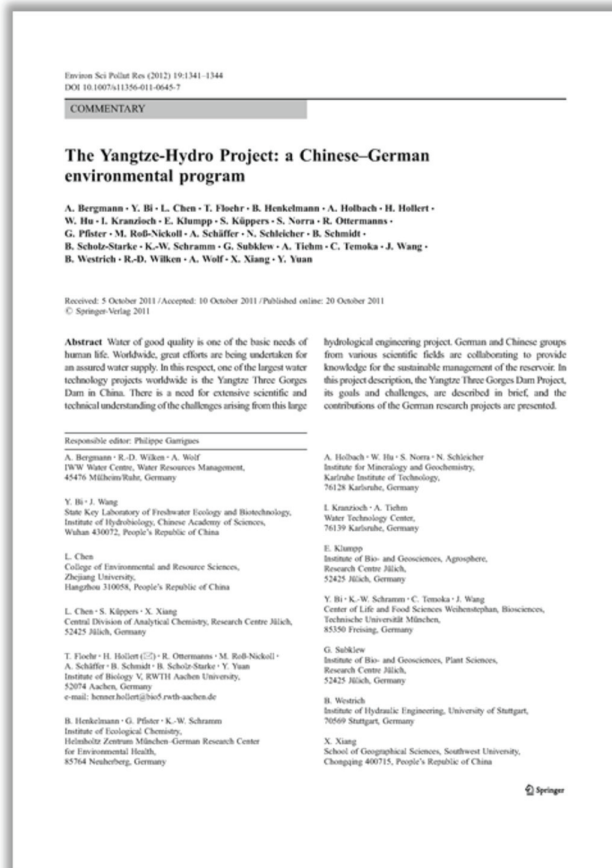 Environ Sci Pollut Res (2012) 19:1341–1344
DOI 10.1007/s11356-011-0645-7
COMMENTARY
The Yangtze-Hydro Project: a Chinese–German
environmental program
A. Bergmann · Y. Bi · L. Chen · T. Floehr · B. Henkelmann · A. Holbach · H. Hollert ·
W. Hu · I. Kranzioch · E. Klumpp · S. Küppers · S. Norra · R. Ottermanns ·
G. Pfister · M. Roß-Nickoll · A. Schäffer · N. Schleicher · B. Schmidt ·
B. Scholz-Starke · K.-W. Schramm · G. Subklew · A. Tiehm · C. Temoka · J. Wang ·
B. Westrich · R.-D. Wilken · A. Wolf · X. Xiang · Y. Yuan
Received: 5 October 2011 / Accepted: 10 October 2011 / Published online: 20 October 2011
© Springer-Verlag 2011
Abstract Water of good quality is one of the basic needs of
human life. Worldwide, great efforts are being undertaken for
an assured water supply. In this respect, one of the largest water
technology projects worldwide is the Yangtze Three Gorges
Dam in China. There is a need for extensive scientific and
technical understanding of the challenges arising from this large
hydrological engineering project. German and Chinese groups
from various scientific fields are collaborating to provide
knowledge for the sustainable management of the reservoir. In
this project description, the Yangtze Three Gorges Dam Project,
its goals and challenges, are described in brief, and the
contributions of the German research projects are presented.
Responsible editor: Philippe Garrigues
A. Bergmann · R.-D. Wilken · A. Wolf
IWW Water Centre, Water Resources Management,
45476 Mülheim/Ruhr, Germany
Y. Bi · J. Wang
State Key Laboratory of Freshwater Ecology and Biotechnology,
Institute of Hydrobiology, Chinese Academy of Sciences,
Wuhan 430072, People's Republic of China
L. Chen
College of Environmental and Resource Sciences,
Zhejiang University,
Hangzhou 310058, People's Republic of China
L. Chen · S. Küppers · X. Xiang
Central Division of Analytical Chemistry, Research Centre Jülich,
52425 Jülich, Germany
T. Floehr · H. Hollert (✉) · R. Ottermanns · M. Roß-Nickoll ·
A. Schäffer · B. Schmidt · B. Scholz-Starke · Y. Yuan
Institute of Biology V, RWTH Aachen University,
52074 Aachen, Germany
e-mail: henner.hollert@bio5.rwth-aachen.de
B. Henkelmann · G. Pfister · K.-W. Schramm
Institute of Ecological Chemistry,
Helmholtz Zentrum München–German Research Center
for Environmental Health,
85764 Neuherberg, Germany
A. Holbach · W. Hu · S. Norra · N. Schleicher
Institute for Mineralogy and Geochemistry,
Karlsruhe Institute of Technology,
76128 Karlsruhe, Germany
I. Kranzioch · A. Tiehm
Water Technology Center,
76139 Karlsruhe, Germany
E. Klumpp
Institute of Bio- and Geosciences, Agrosphere,
Research Centre Jülich,
52425 Jülich, Germany
Y. Bi · K.-W. Schramm · C. Temoka · J. Wang
Center of Life and Food Sciences Weihenstephan, Biosciences,
Technische Universität München,
85350 Freising, Germany
G. Subklew
Institute of Bio- and Geosciences, Plant Sciences,
Research Centre Jülich,
52425 Jülich, Germany
B. Westrich
Institute of Hydraulic Engineering, University of Stuttgart,
70569 Stuttgart, Germany
X. Xiang
School of Geographical Sciences, Southwest University,
Chongqing 400715, People's Republic of China
Springer